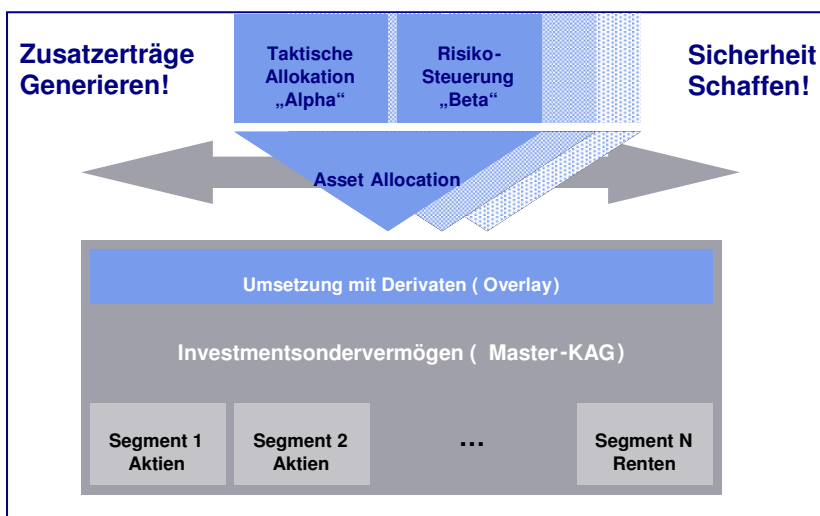 Zusatzerträge
Generieren!
Taktische
Allokation
„Alpha“
Risiko-
Steuerung
„Beta“
Sicherheit
Schaffen!
Asset Allocation
Umsetzung mit Derivaten ( Overlay)
Investmentsondervermögen ( Master-KAG)
Segment 1
Aktien
Segment 2
Aktien
...
Segment N
Renten